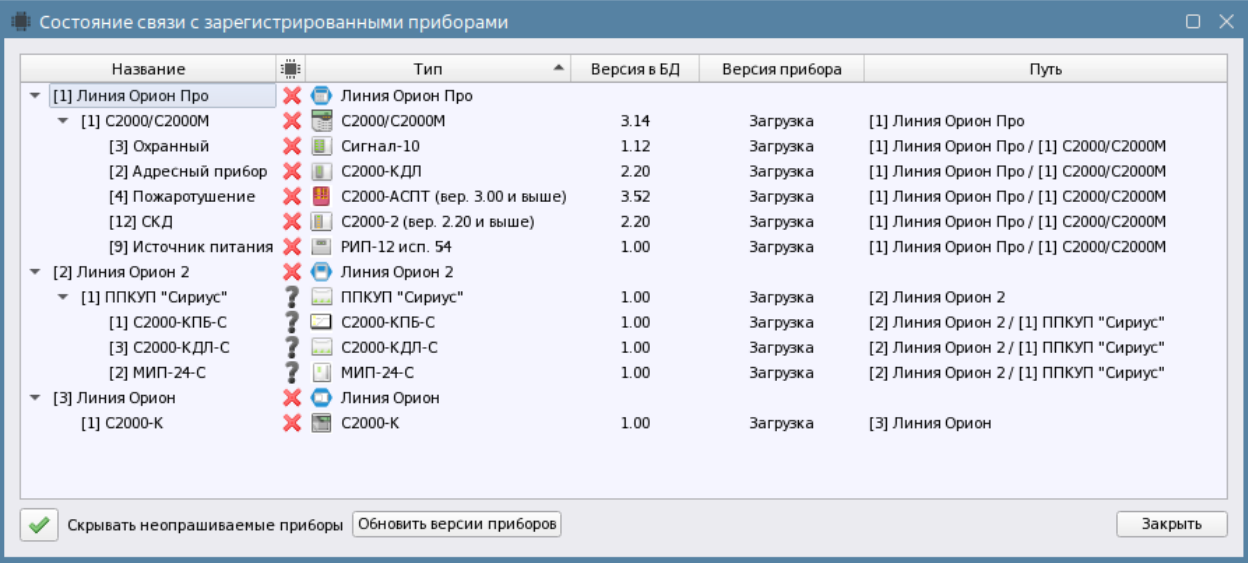 Состояние связи с зарегистрированными приборами
Название Тип Версия в БД Версия прибора Путь
[1] Линия Орион Про Линия Орион Про
[1] С2000/С2000М С2000/С2000М 3.14 Загрузка [1] Линия Орион Про
[3] Охранный Сигнал-10 1.12 Загрузка [1] Линия Орион Про / [1] С2000/С2000М
[2] Адресный прибор С2000-КДЛ 2.20 Загрузка [1] Линия Орион Про / [1] С2000/С2000М
[4] Пожаротушение С2000-АСПТ (вер. 3.00 и выше) 3.52 Загрузка [1] Линия Орион Про / [1] С2000/С2000М
[12] СКД С2000-2 (вер. 2.20 и выше) 2.20 Загрузка [1] Линия Орион Про / [1] С2000/С2000М
[9] Источник питания РИП-12 исп. 54 1.00 Загрузка [1] Линия Орион Про / [1] С2000/С2000М
[2] Линия Орион 2 Линия Орион 2
[1] ППКУП "Сириус" ППКУП "Сириус" 1.00 Загрузка [2] Линия Орион 2
[1] С2000-КПБ-С С2000-КПБ-С 1.00 Загрузка [2] Линия Орион 2 / [1] ППКУП "Сириус"
[3] С2000-КДЛ-С С2000-КДЛ-С 1.00 Загрузка [2] Линия Орион 2 / [1] ППКУП "Сириус"
[2] МИП-24-С МИП-24-С 1.00 Загрузка [2] Линия Орион 2 / [1] ППКУП "Сириус"
[3] Линия Орион Линия Орион
[1] С2000-К С2000-К 1.00 Загрузка [3] Линия Орион
Скрывать неопрашиваемые приборы Обновить версии приборов Закрыть